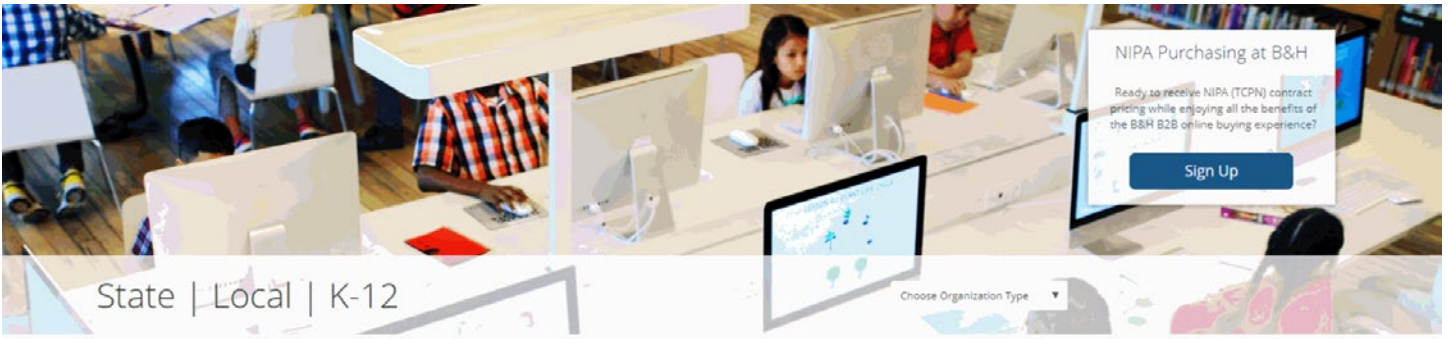 NIPA Purchasing at B&H
Ready to receive NIPA (TCPN) contract
pricing while enjoying all the benefits of
the B&H B2B online buying experience?
Sign Up
State | Local | K-12
Choose Organization Type